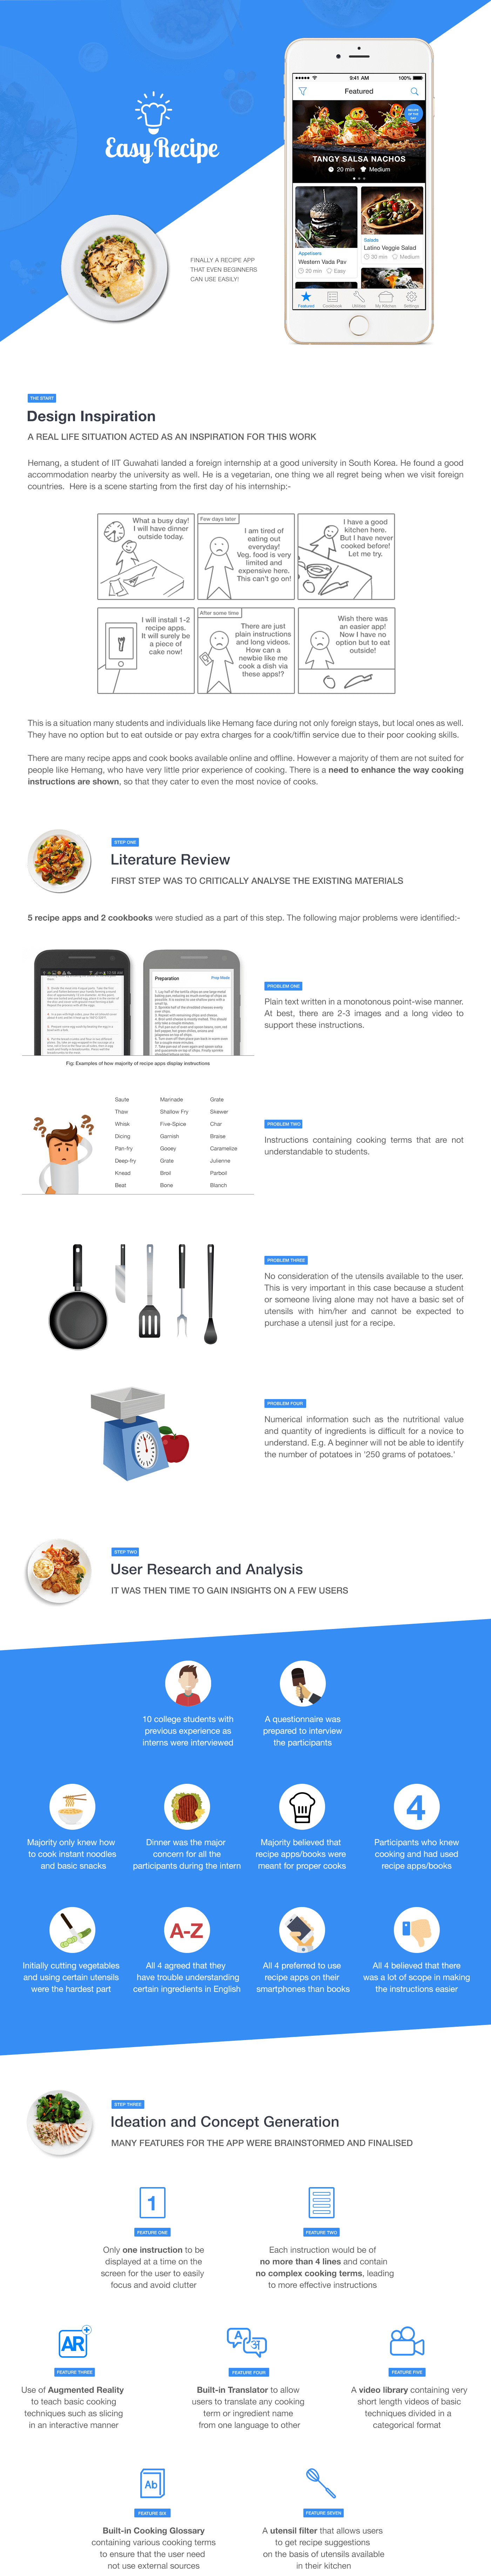 Easy Recipe
FINALLY A RECIPE APP
THAT EVEN BEGINNERS
CAN USE EASILY!
9:41 AM
100%
Featured
RECIPE
OF THE
DAY
TANGY SALSA NACHOS
20 min
Medium
Appetisers
Western Vada Pav
20 min
Easy
Salads
Latino Veggie Salad
30 min
Medium
Featured
Cookbook
Utilities
My Kitchen
Settings
THE START
Design Inspiration
A REAL LIFE SITUATION ACTED AS AN INSPIRATION FOR THIS WORK
Hemang, a student of IIT Guwahati landed a foreign internship at a good university in South Korea. He found a good
accommodation nearby the university as well. He is a vegetarian, one thing we all regret being when we visit foreign
countries. Here is a scene starting from the first day of his internship:-
What a busy day!
I will have dinner
outside today.
Few days later
I am tired of
eating out
everyday!
Veg. food is very
limited and
expensive here.
This can't go on!
I have a good
kitchen here.
But I have never
cooked before!
Let me try.
I will install 1-2
recipe apps.
It will surely be
a piece of
cake now!
After some time
There are just
plain instructions
and long videos.
How can a
newbie like me
cook a dish via
these apps!?
Wish there was
an easier app!
Now I have no
option but to eat
outside!
This is a situation many students and individuals like Hemang face during not only foreign stays, but local ones as well.
They have no option but to eat outside or pay extra charges for a cook/tiffin service due to their poor cooking skills.
There are many recipe apps and cook books available online and offline. However a majority of them are not suited for
people like Hemang, who have very little prior experience of cooking. There is a need to enhance the way cooking
instructions are shown, so that they cater to even the most novice of cooks.
STEP ONE
Literature Review
FIRST STEP WAS TO CRITICALLY ANALYSE THE EXISTING MATERIALS
5 recipe apps and 2 cookbooks were studied as a part of this step. The following major problems were identified:-
Preparation
Prep Mode
Fig: Examples of how majority of recipe apps display instructions
PROBLEM ONE
Plain text written in a monotonous point-wise manner.
At best, there are 2-3 images and a long video to
support these instructions.
Saute
Marinade
Grate
Thaw
Shallow Fry
Skewer
Whisk
Five-Spice
Char
Dicing
Garnish
Braise
Pan-fry
Gooey
Caramelize
Deep-fry
Grate
Julienne
Knead
Broil
Parboil
Beat
Bone
Blanch
PROBLEM TWO
Instructions containing cooking terms that are not
understandable to students.
PROBLEM THREE
No consideration of the utensils available to the user.
This is very important in this case because a student
or someone living alone may not have a basic set of
utensils with him/her and cannot be expected to
purchase a utensil just for a recipe.
PROBLEM FOUR
Numerical information such as the nutritional value
and quantity of ingredients is difficult for a novice to
understand. E.g. A beginner will not be able to identify
the number of potatoes in '250 grams of potatoes.'
STEP TWO
User Research and Analysis
IT WAS THEN TIME TO GAIN INSIGHTS ON A FEW USERS
10 college students with
previous experience as
interns were interviewed
A questionnaire was
prepared to interview
the participants
Majority only knew how
to cook instant noodles
and basic snacks
Dinner was the major
concern for all the
participants during the intern
Majority believed that
recipe apps/books were
meant for proper cooks
4
Participants who knew
cooking and had used
recipe apps/books
Initially cutting vegetables
and using certain utensils
were the hardest part
A-Z
All 4 agreed that they
have trouble understanding
certain ingredients in English
All 4 preferred to use
recipe apps on their
smartphones than books
All 4 believed that there
was a lot of scope in making
the instructions easier
STEP THREE
Ideation and Concept Generation
MANY FEATURES FOR THE APP WERE BRAINSTORMED AND FINALISED
1
FEATURE ONE
Only one instruction to be
displayed at a time on the
screen for the user to easily
focus and avoid clutter
FEATURE TWO
Each instruction would be of
no more than 4 lines and contain
no complex cooking terms, leading
to more effective instructions
AR
FEATURE THREE
Use of Augmented Reality
to teach basic cooking
techniques such as slicing
in an interactive manner
A
अ
FEATURE FOUR
Built-in Translator to allow
users to translate any cooking
term or ingredient name
from one language to other
FEATURE FIVE
A video library containing very
short length videos of basic
techniques divided in a
categorical format
Ab
FEATURE SIX
Built-in Cooking Glossary
containing various cooking terms
to ensure that the user need
not use external sources
FEATURE SEVEN
A utensil filter that allows users
to get recipe suggestions
on the basis of utensils available
in their kitchen